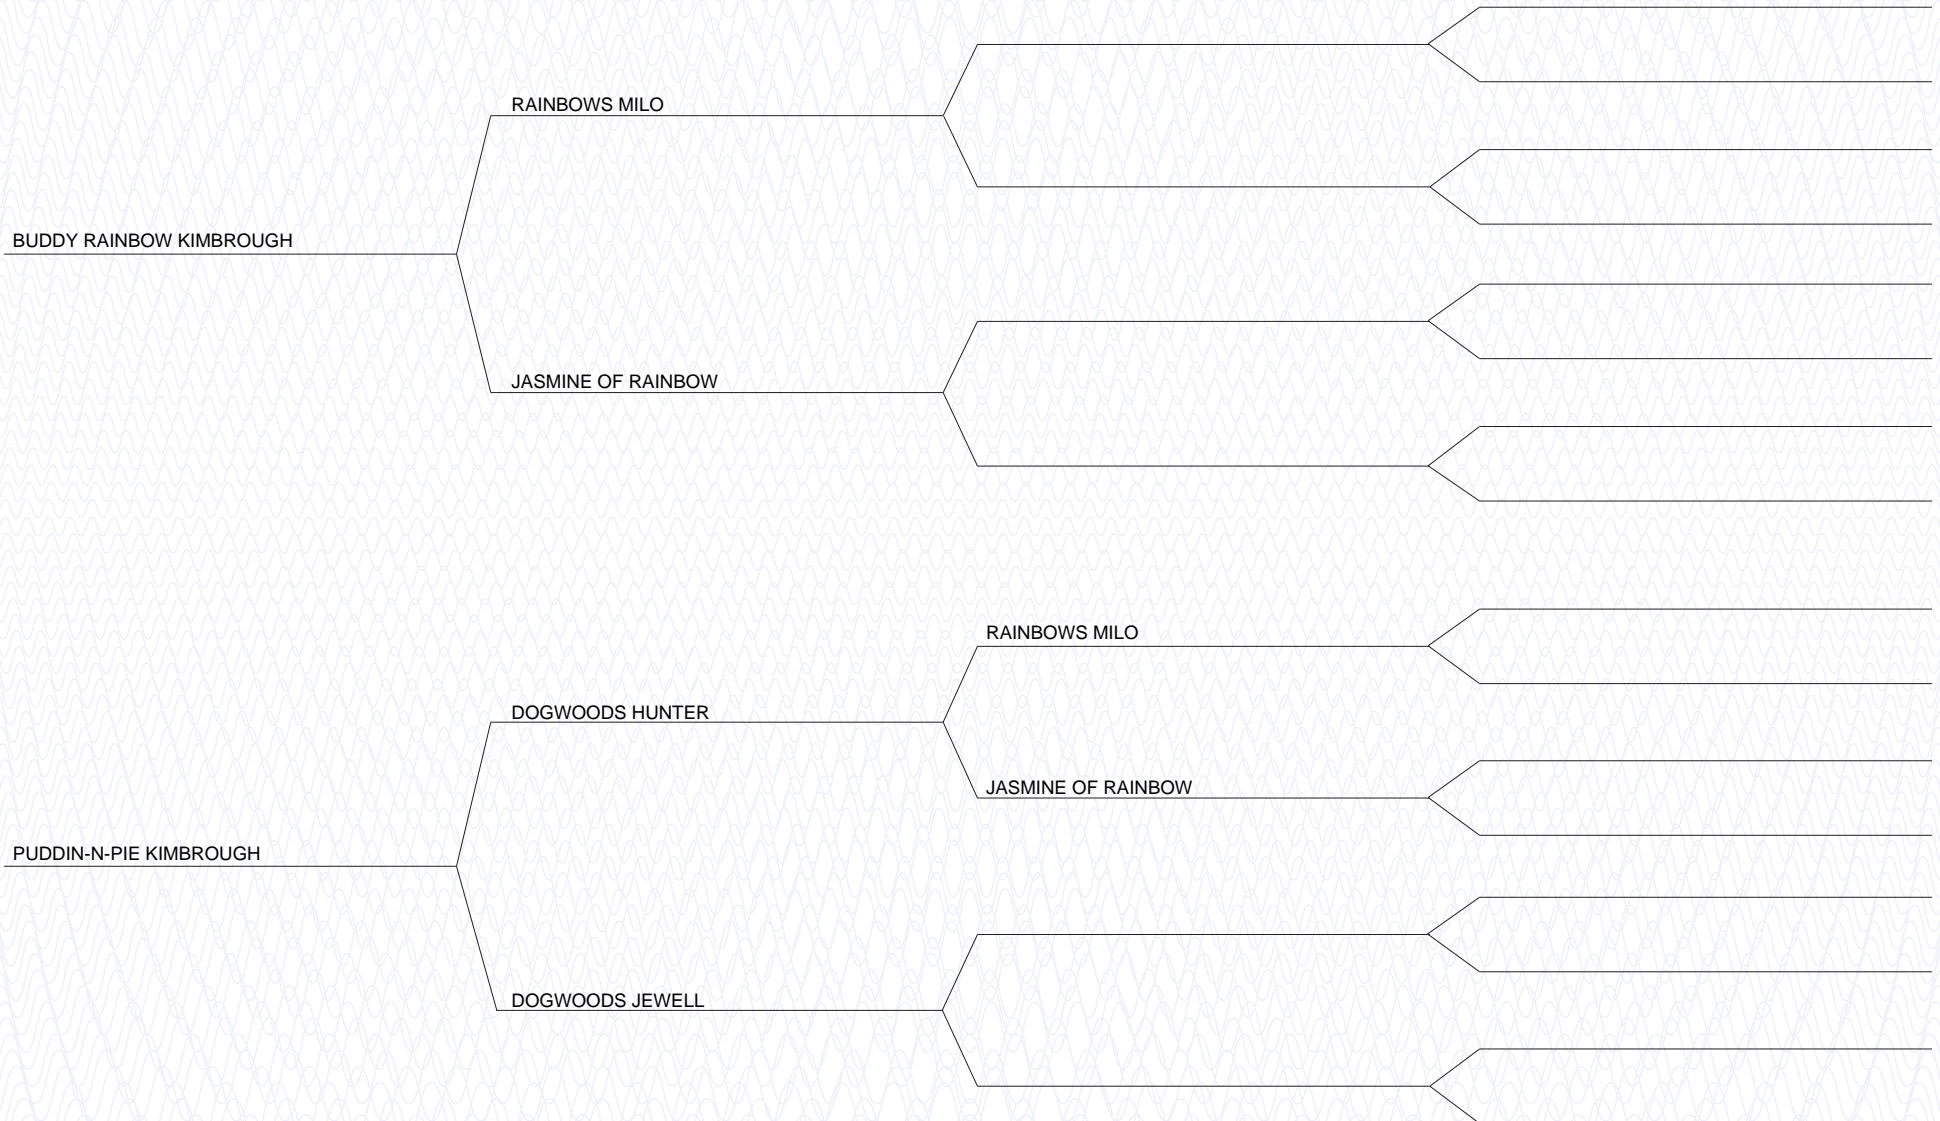 RAINBOWS MILO
BUDDY RAINBOW KIMBROUGH
JASMINE OF RAINBOW
RAINBOWS MILO
DOGWOODS HUNTER
JASMINE OF RAINBOW
PUDDIN-N-PIE KIMBROUGH
DOGWOODS JEWELL